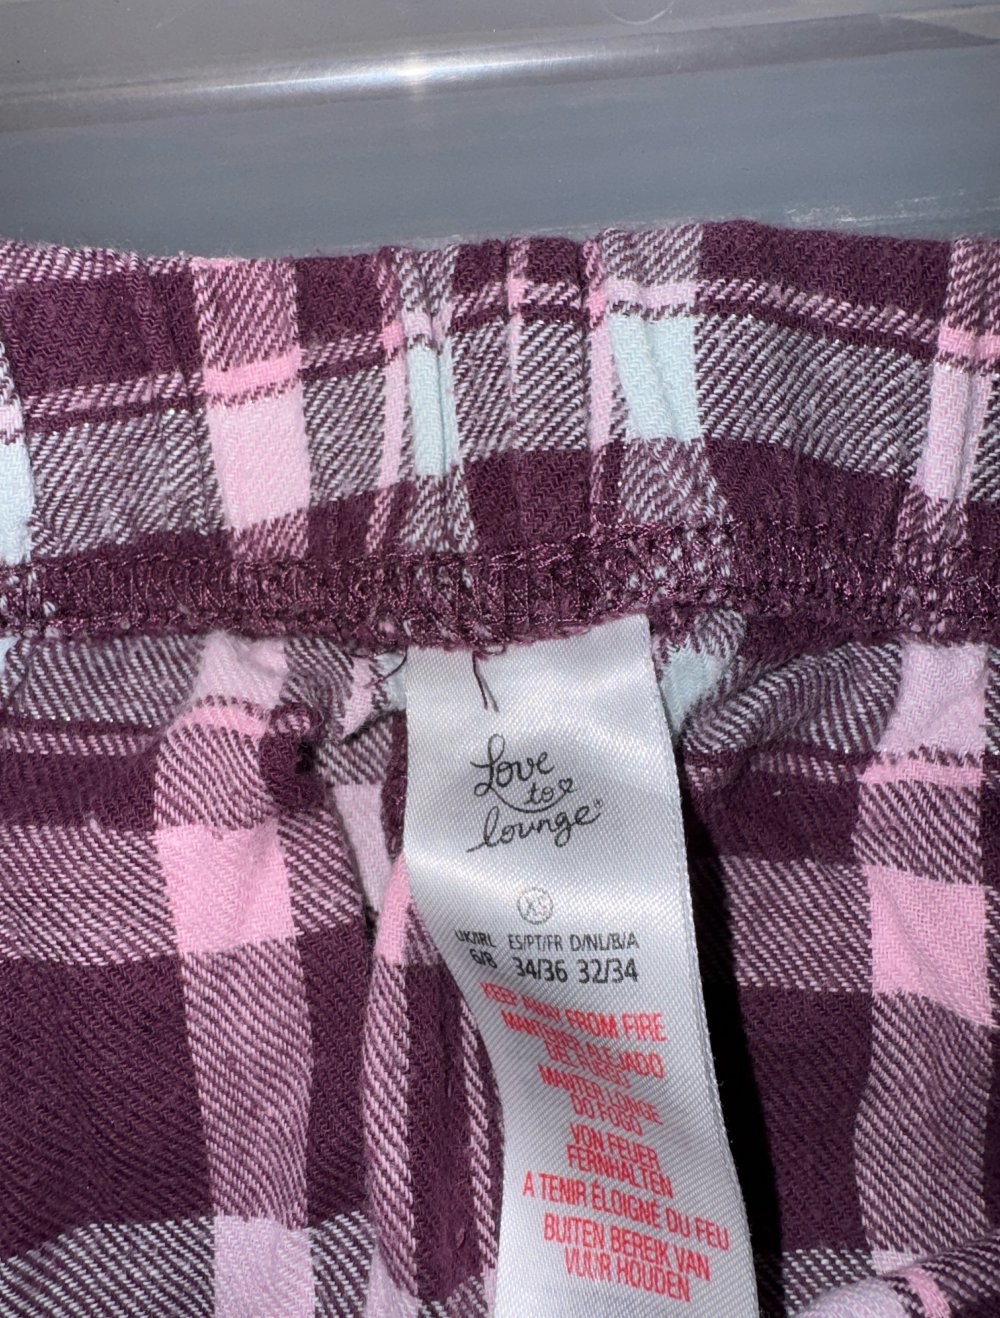 Love
to
lounge®
XS
UK/IRL ES/PT/FR D/NL/B/A
6/8 34/36 32/34
KEEP AWAY FROM FIRE
MANTENER ALEJADO
DEL FUEGO
MANTER LONGE
DO FOGO
VON FEUER
FERNHALTEN
A TENIR ÉLOIGNÉ DU FEU
BUITEN BEREIK VAN
VUUR HOUDEN